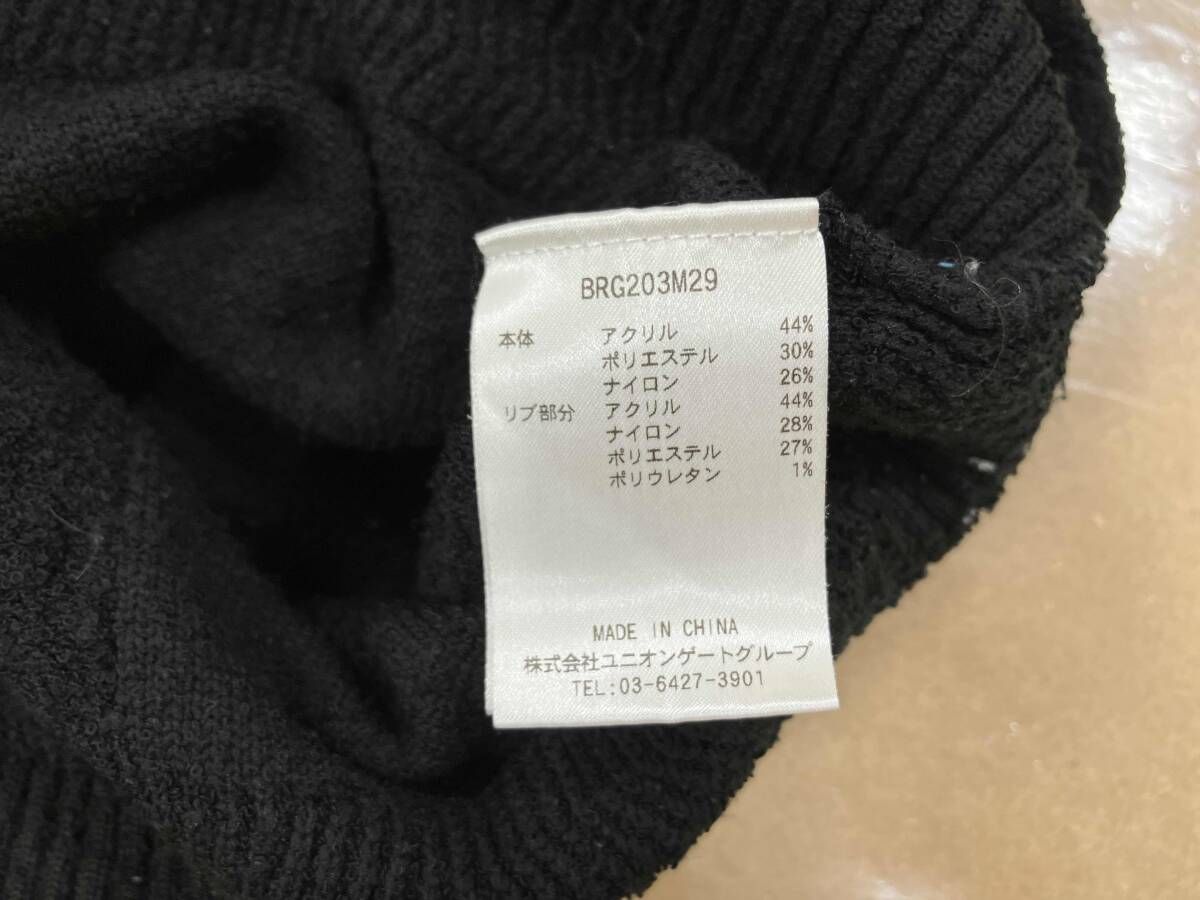 BRG203M29
本体 アクリル 44%
ポリエステル 30%
ナイロン 26%
リブ部分 アクリル 44%
ナイロン 28%
ポリエステル 27%
ポリウレタン 1%
MADE IN CHINA
株式会社ユニオンゲートグループ
TEL:03-6427-3901